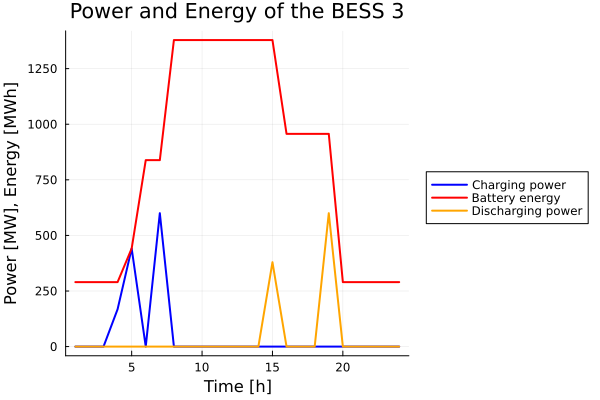 Power and Energy of the BESS 3
Power [MW], Energy [MWh]
1250
1000
750
500
250
0
5
10
15
20
Time [h]
Charging power
Battery energy
Discharging power